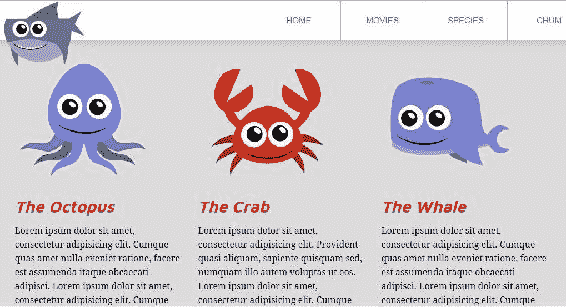 HOME MOVIES SPECIES CHUM
The Octopus
Lorem ipsum dolor sit amet,
consectetur adipisicing elit. Cumque
quas amet nulla eveniet ratione, facere
est assumenda itaque obcaecati
adipisci. Lorem ipsum dolor sit amet,
consectetur adipisicing elit. Cumque
The Crab
Lorem ipsum dolor sit amet,
consectetur adipisicing elit. Provident
quasi aliquam, sapiente quisquam sed,
numquam illo autem voluptas ut eos.
Lorem ipsum dolor sit amet,
consectetur adipisicing elit. Cumque
The Whale
Lorem ipsum dolor sit amet,
consectetur adipisicing elit. Cumque
quas amet nulla eveniet ratione, facere
est assumenda itaque obcaecati
adipisci. Lorem ipsum dolor sit amet,
consectetur adipisicing elit. Cumque